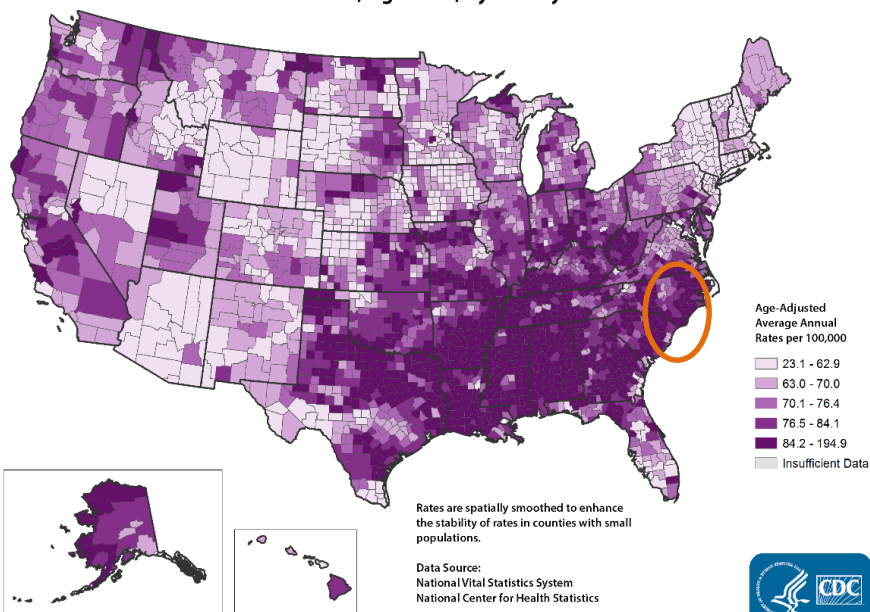 Age-Adjusted
Average Annual
Rates per 100,000
23.1 - 62.9
63.0 - 70.0
70.1 - 76.4
76.5 - 84.1
84.2 - 194.9
Insufficient Data
Rates are spatially smoothed to enhance
the stability of rates in counties with small
populations.
Data Source:
National Vital Statistics System
National Center for Health Statistics
CDC